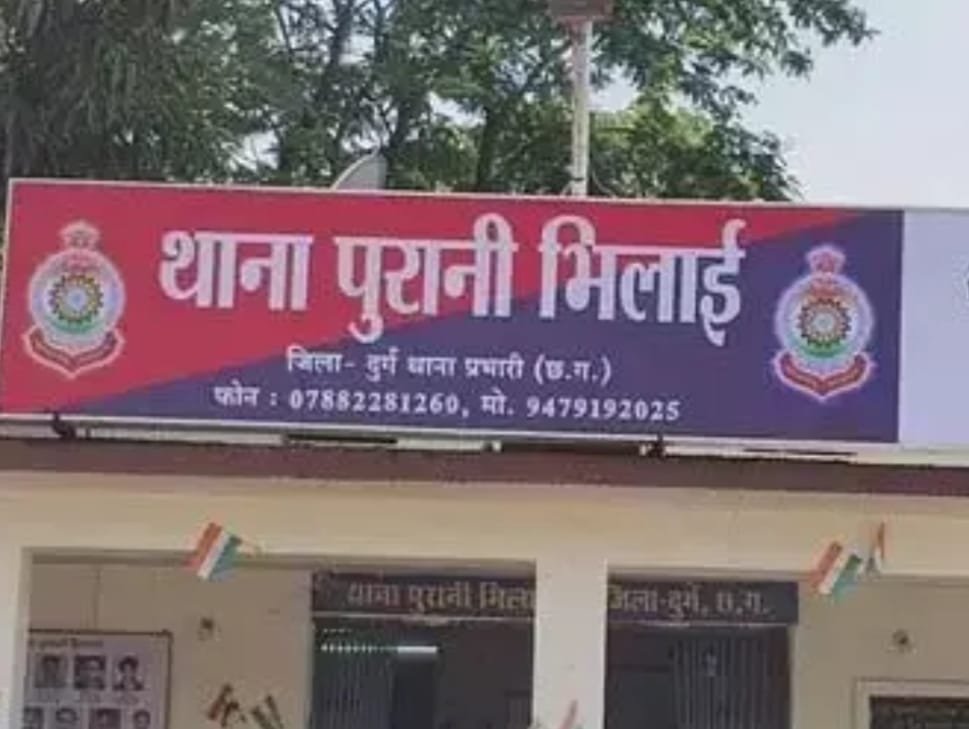 थाना पुरानी भिलाई
जिला- दुर्ग थाना प्रभारी (छ.ग.)
फोन : 07882281260, मो. 9479192025
थाना पुरानी भिला
जिला-दुर्ग, छ.ग.